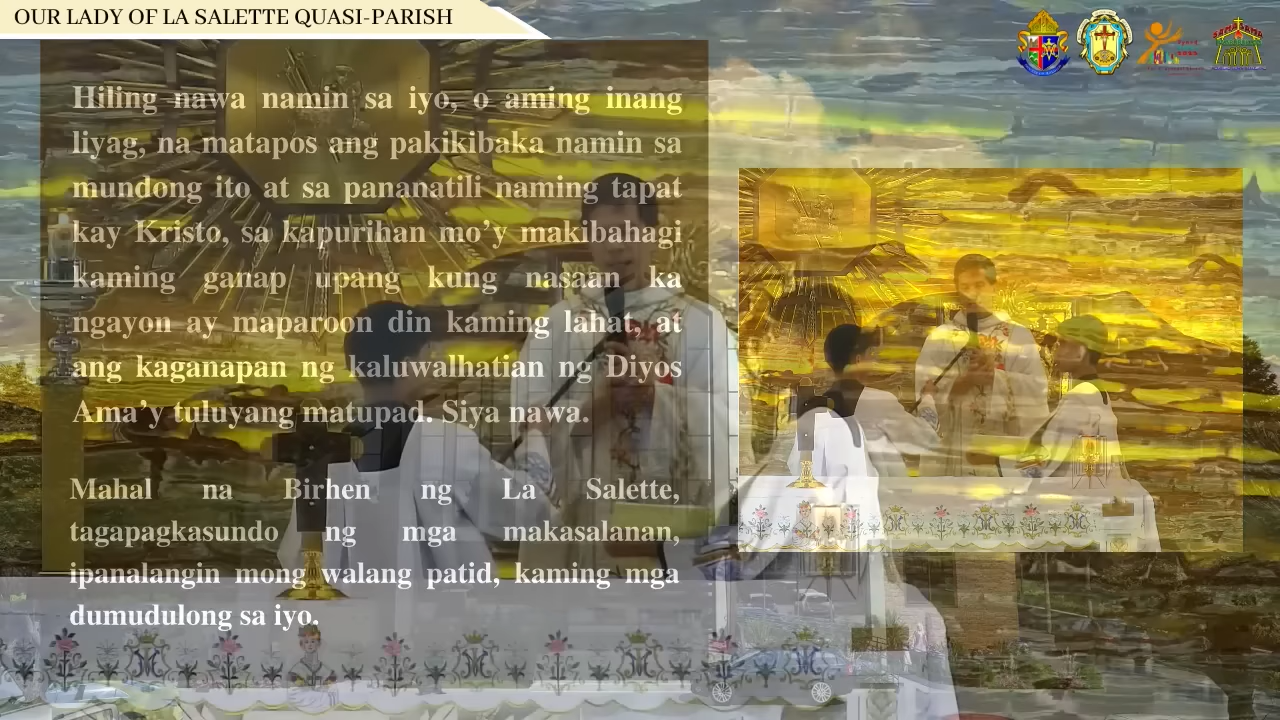 OUR LADY OF LA SALETTE QUASI-PARISH
Hiling nawa namin sa iyo, o aming inang
liyag, na matapos ang pakikibaka namin sa
mundong ito at sa pananatili naming tapat
kay Kristo, sa kapurihan mo’y makibahagi
kaming ganap upang kung nasaan ka
ngayon ay maparoon din kaming lahat, at
ang kaganapan ng kaluwalhatian ng Diyos
Ama’y tuluyang matupad. Siya nawa.
Mahal na Birhen ng La Salette,
tagapagkasundo ng mga makasalanan,
ipanalangin mong walang patid, kaming mga
dumudulong sa iyo.